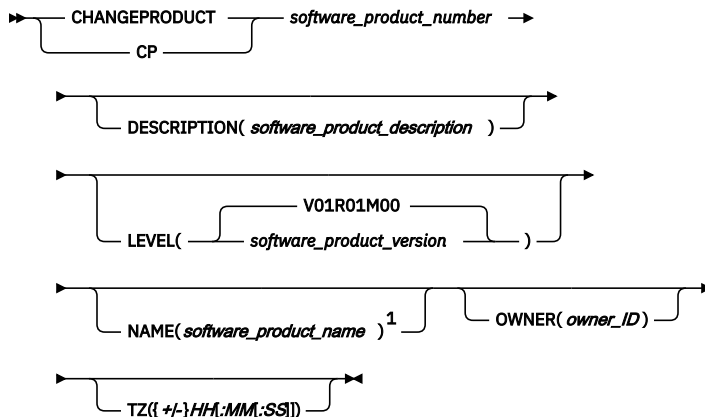 CHANGEPRODUCT software_product_number
CP
DESCRIPTION( software_product_description )
V01R01M00
LEVEL( software_product_version )
NAME( software_product_name )1 OWNER( owner_ID )
TZ({ +/-}HH[:MM[:SS]])